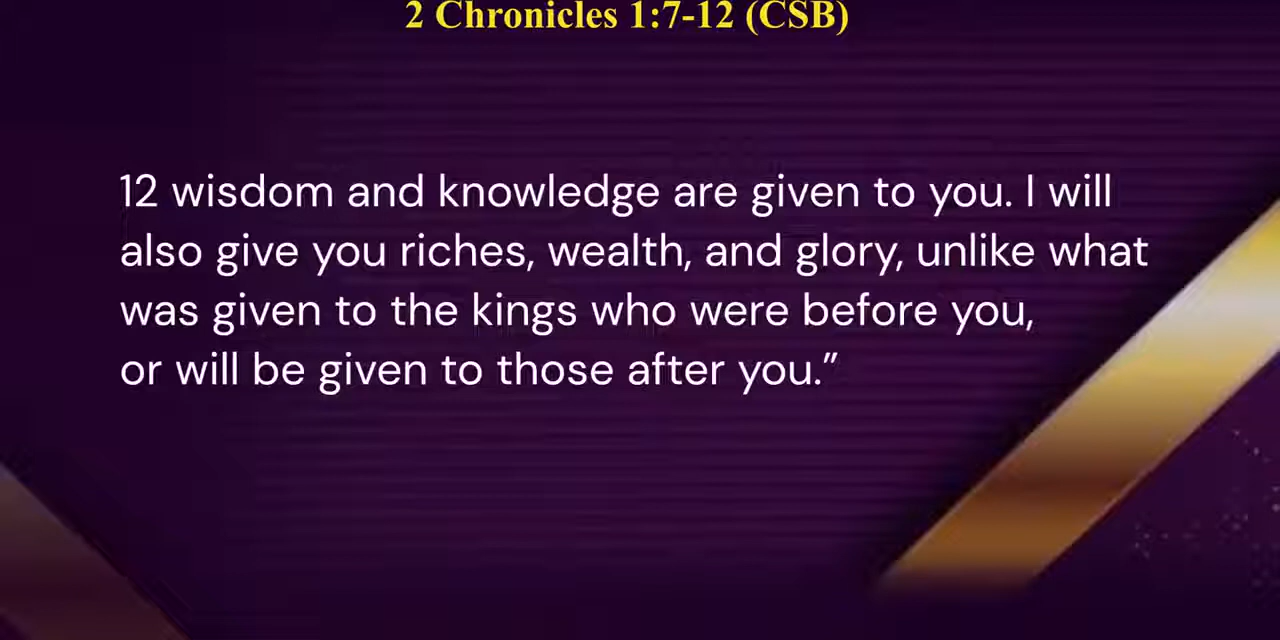 2 Chronicles 1:7-12 (CSB)
12 wisdom and knowledge are given to you. I will
also give you riches, wealth, and glory, unlike what
was given to the kings who were before you,
or will be given to those after you.”